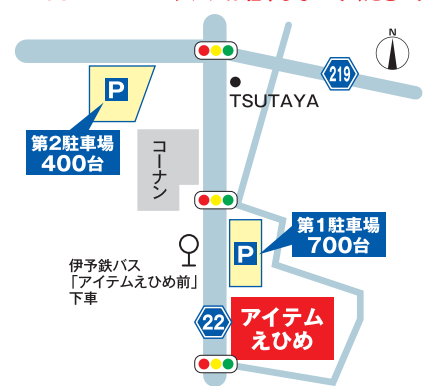 N
219
TSUTAYA
P
第2駐車場
400台
コーナン
第1駐車場
700台
P
伊予鉄バス
「アイテムえひめ前」
下車
22
アイテム
えひめ